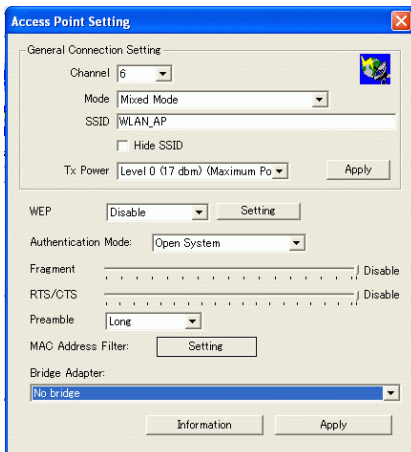 Access Point Setting
General Connection Setting
Channel 6
Mode Mixed Mode
SSID WLAN_AP
Hide SSID
Tx Power Level 0 (17 dbm) (Maximum Po Apply
WEP Disable Setting
Authentication Mode: Open System
Fragment Disable
RTS/CTS Disable
Preamble Long
MAC Address Filter: Setting
Bridge Adapter:
No bridge
Information Apply